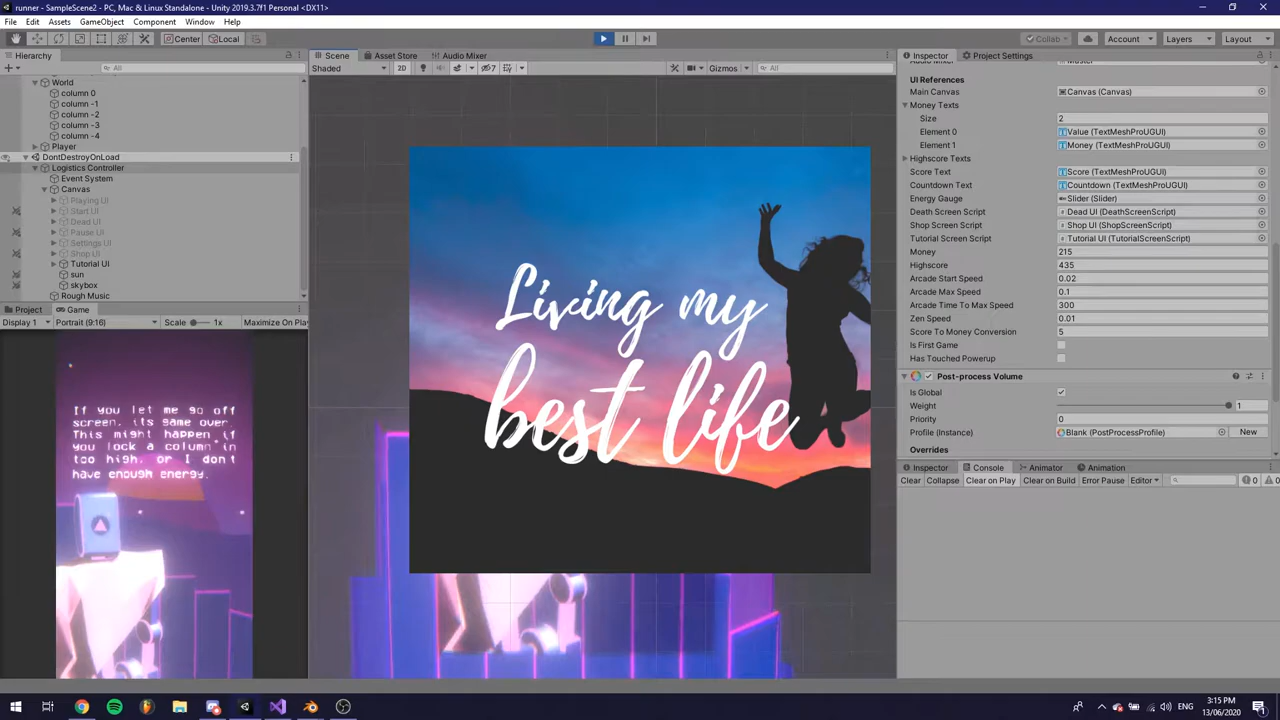 runner - SampleScene2 - PC, Mac & Linux Standalone - Unity 2019.3.7f1 Personal <DX11>
File Edit Assets GameObject Component Window Help
Center Local
Collab Account Layers Layout
Hierarchy
All
World
column 0
column -1
column -2
column -3
column -4
Player
DontDestroyOnLoad
Logistics Controller
Event System
Canvas
Playing UI
Start UI
Dead UI
Pause UI
Settings UI
Shop UI
Tutorial UI
sun
skybox
Rough Music
Project Game
Display 1 Portrait (9:16) Scale 1x Maximize On Play
If you let me go off
screen, its game over.
This might happen if
you lock a column in
too high, or I don't
have enough energy.
Scene Asset Store Audio Mixer
Shaded 2D 7 Gizmos All
Living my
best life
Inspector Project Settings
UI References
Main Canvas Canvas (Canvas)
Money Texts
Size 2
Element 0 Value (TextMeshProUGUI)
Element 1 Money (TextMeshProUGUI)
Highscore Texts
Score Text Score (TextMeshProUGUI)
Countdown Text Countdown (TextMeshProUGUI)
Energy Gauge Slider (Slider)
Death Screen Script Dead UI (DeathScreenScript)
Shop Screen Script Shop UI (ShopScreenScript)
Tutorial Screen Script Tutorial UI (TutorialScreenScript)
Money 215
Highscore 435
Arcade Start Speed 0.02
Arcade Max Speed 0.1
Arcade Time To Max Speed 300
Zen Speed 0.01
Score To Money Conversion 5
Is First Game
Has Touched Powerup
Post-process Volume
Is Global
Weight 1
Priority 0
Profile (Instance) Blank (PostProcessProfile) New
Overrides
Inspector Console Animator Animation
Clear Collapse Clear on Play Clear on Build Error Pause Editor 0 0
ENG
3:15 PM
13/06/2020